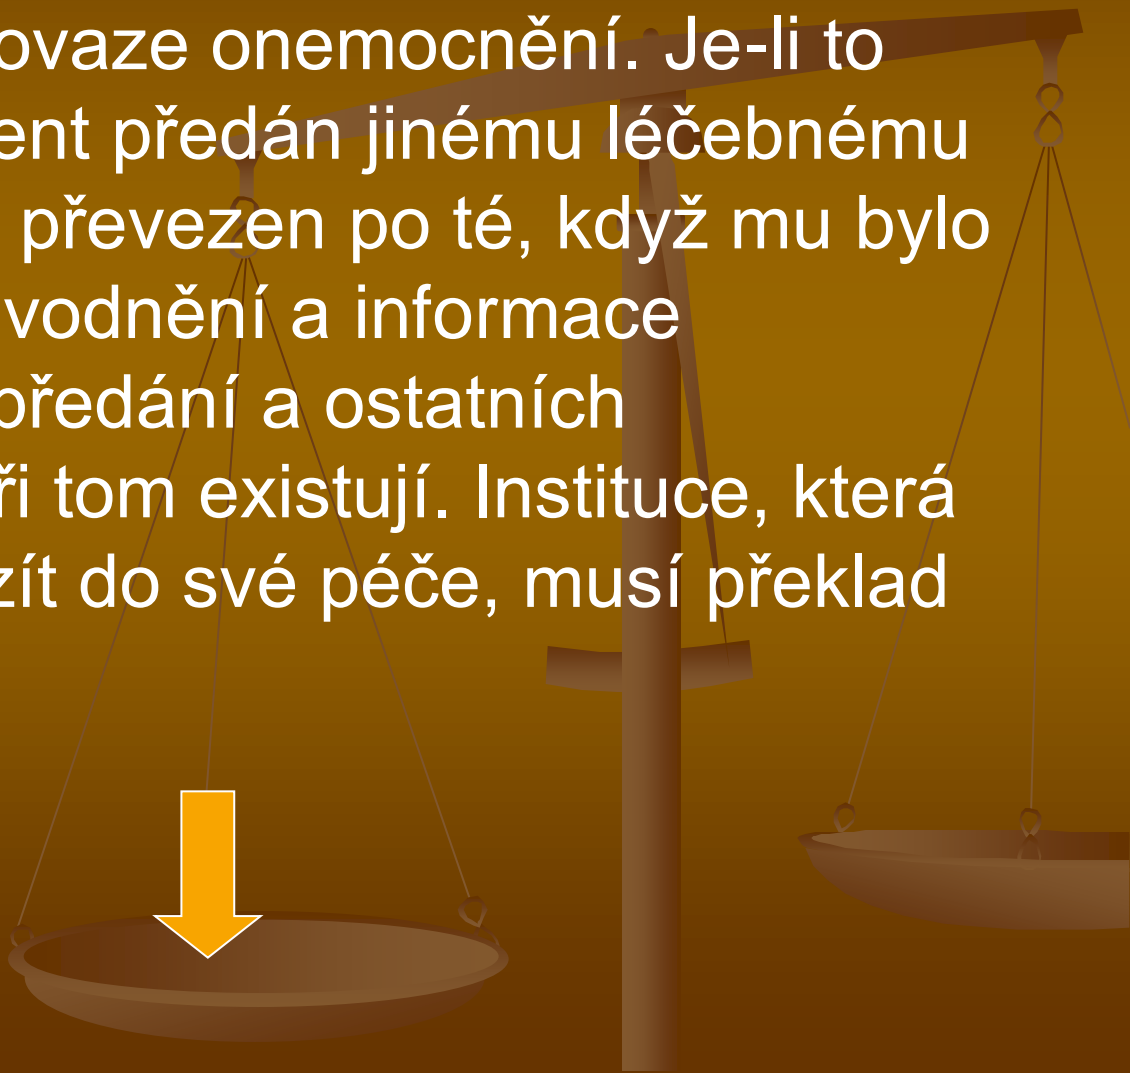 ovaze onemocnění. Je-li to
ent předán jinému léčebnému
převezen po té, když mu bylo
vodnění a informace
předání a ostatních
ři tom existují. Instituce, která
zít do své péče, musí překlad